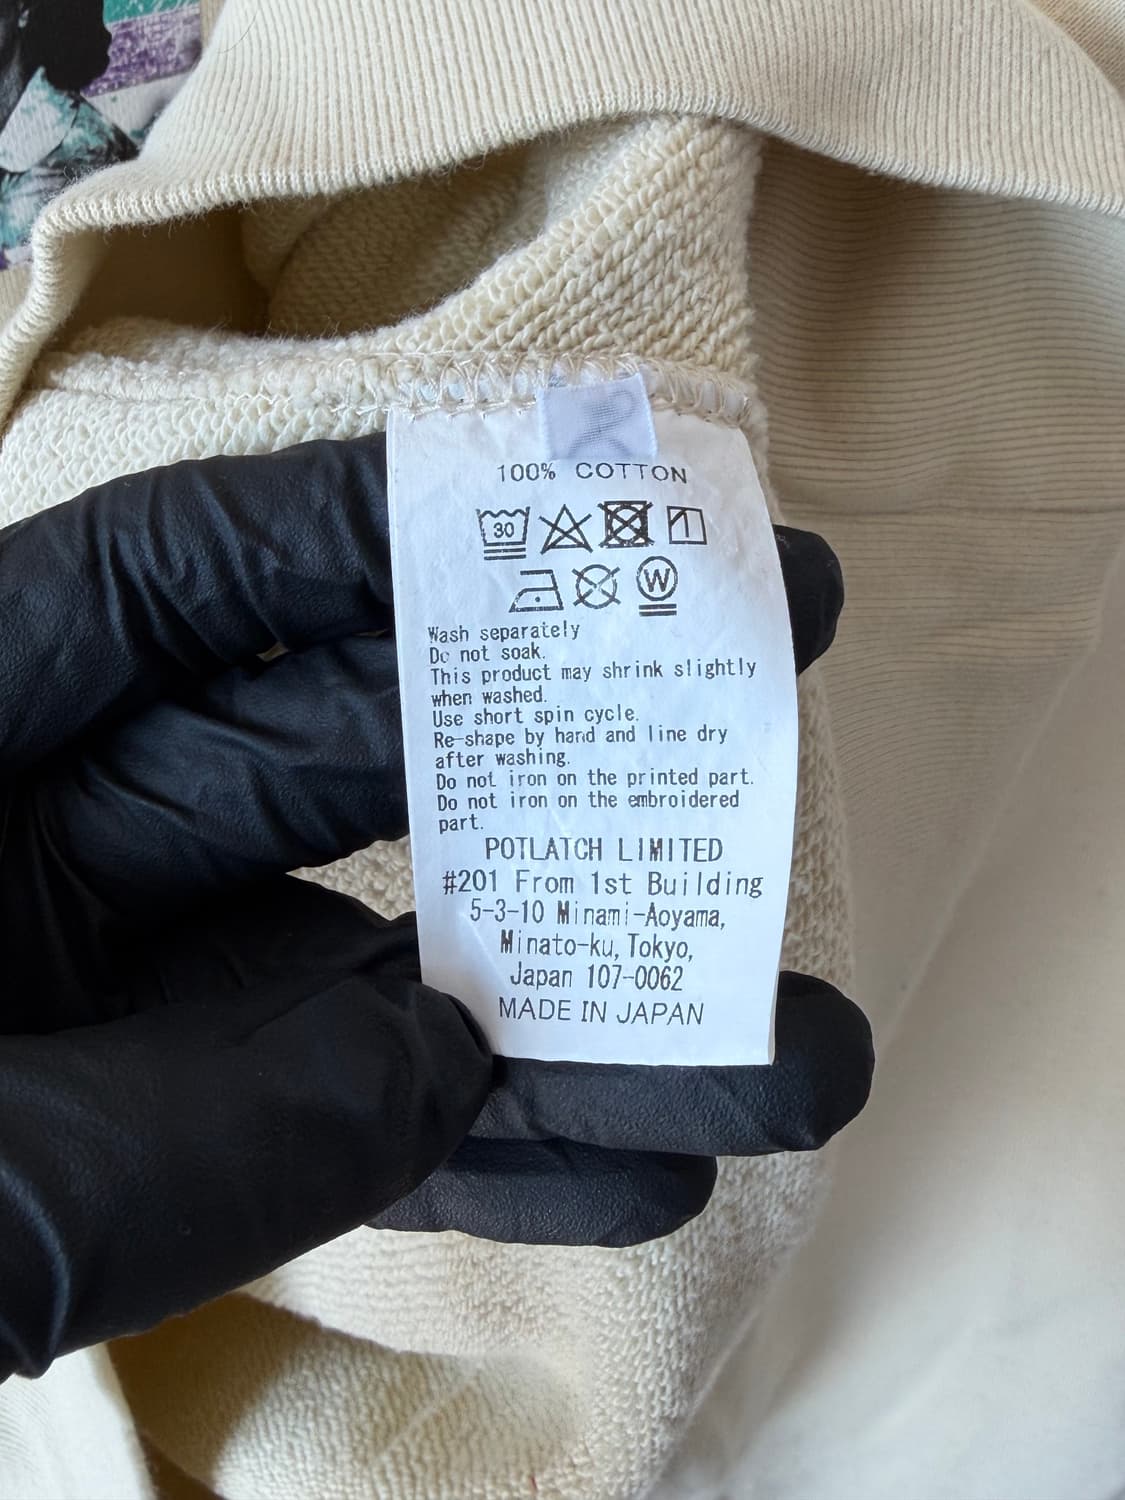 100% COTTON
30
W
Wash separately
Do not soak.
This product may shrink slightly
when washed.
Use short spin cycle.
Re-shape by hand and line dry
after washing.
Do not iron on the printed part.
Do not iron on the embroidered
part.
POTLATCH LIMITED
#201 From 1st Building
5-3-10 Minami-Aoyama,
Minato-ku, Tokyo,
Japan 107-0062
MADE IN JAPAN